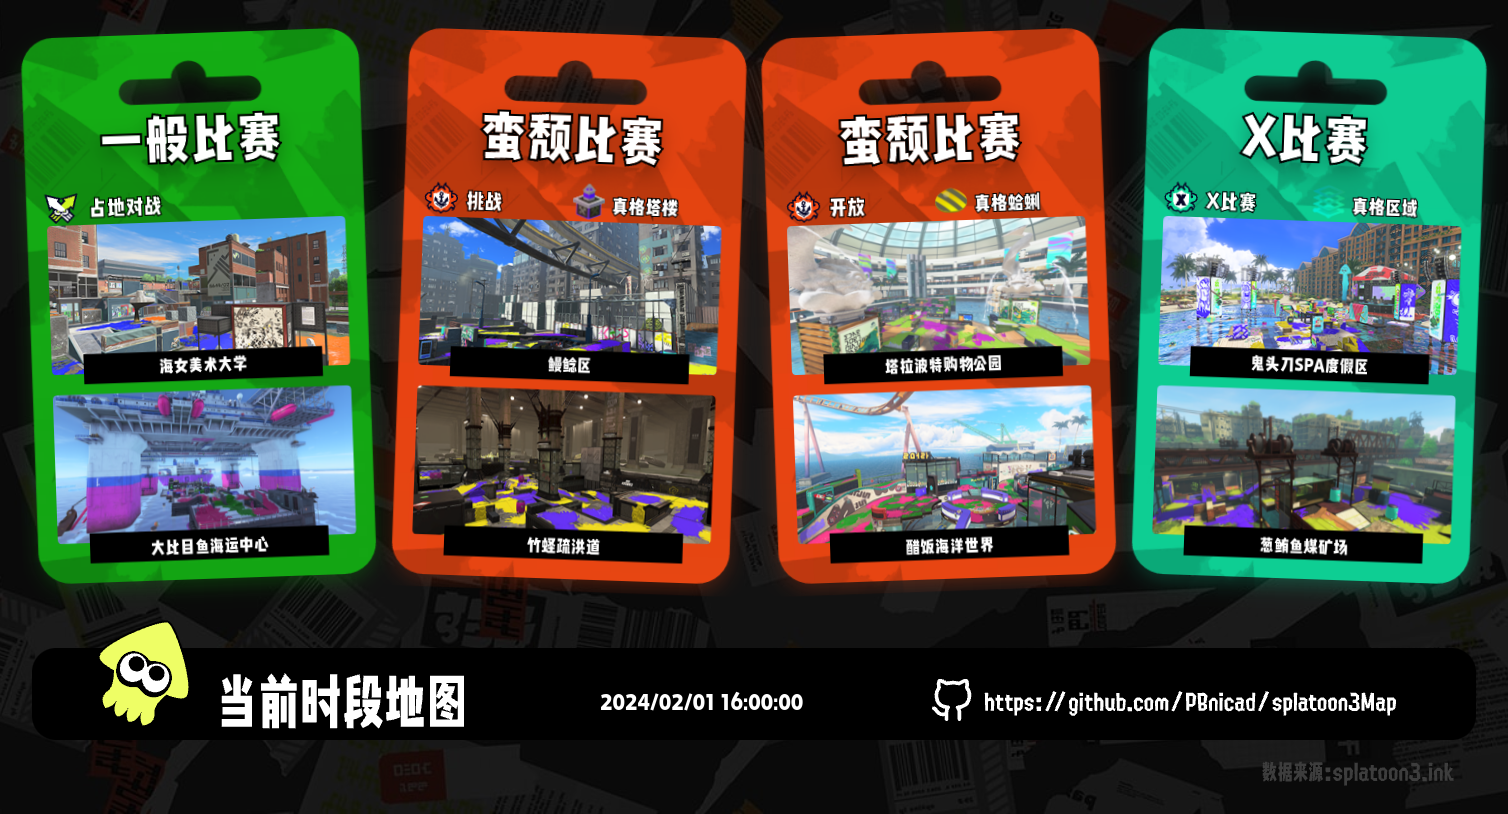 一般比赛
占地对战
海女美术大学
大比目鱼海运中心
蛮颓比赛
挑战
真格塔楼
鳗鲶区
竹蛏疏洪道
蛮颓比赛
开放
真格蛤蜊
塔拉波特购物公园
醋饭海洋世界
X比赛
X比赛
真格区域
鬼头刀SPA度假区
葱鲔鱼煤矿场
当前时段地图
2024/02/01 16:00:00
https://github.com/PBnicad/splatoon3Map
数据来源:splatoon3.ink